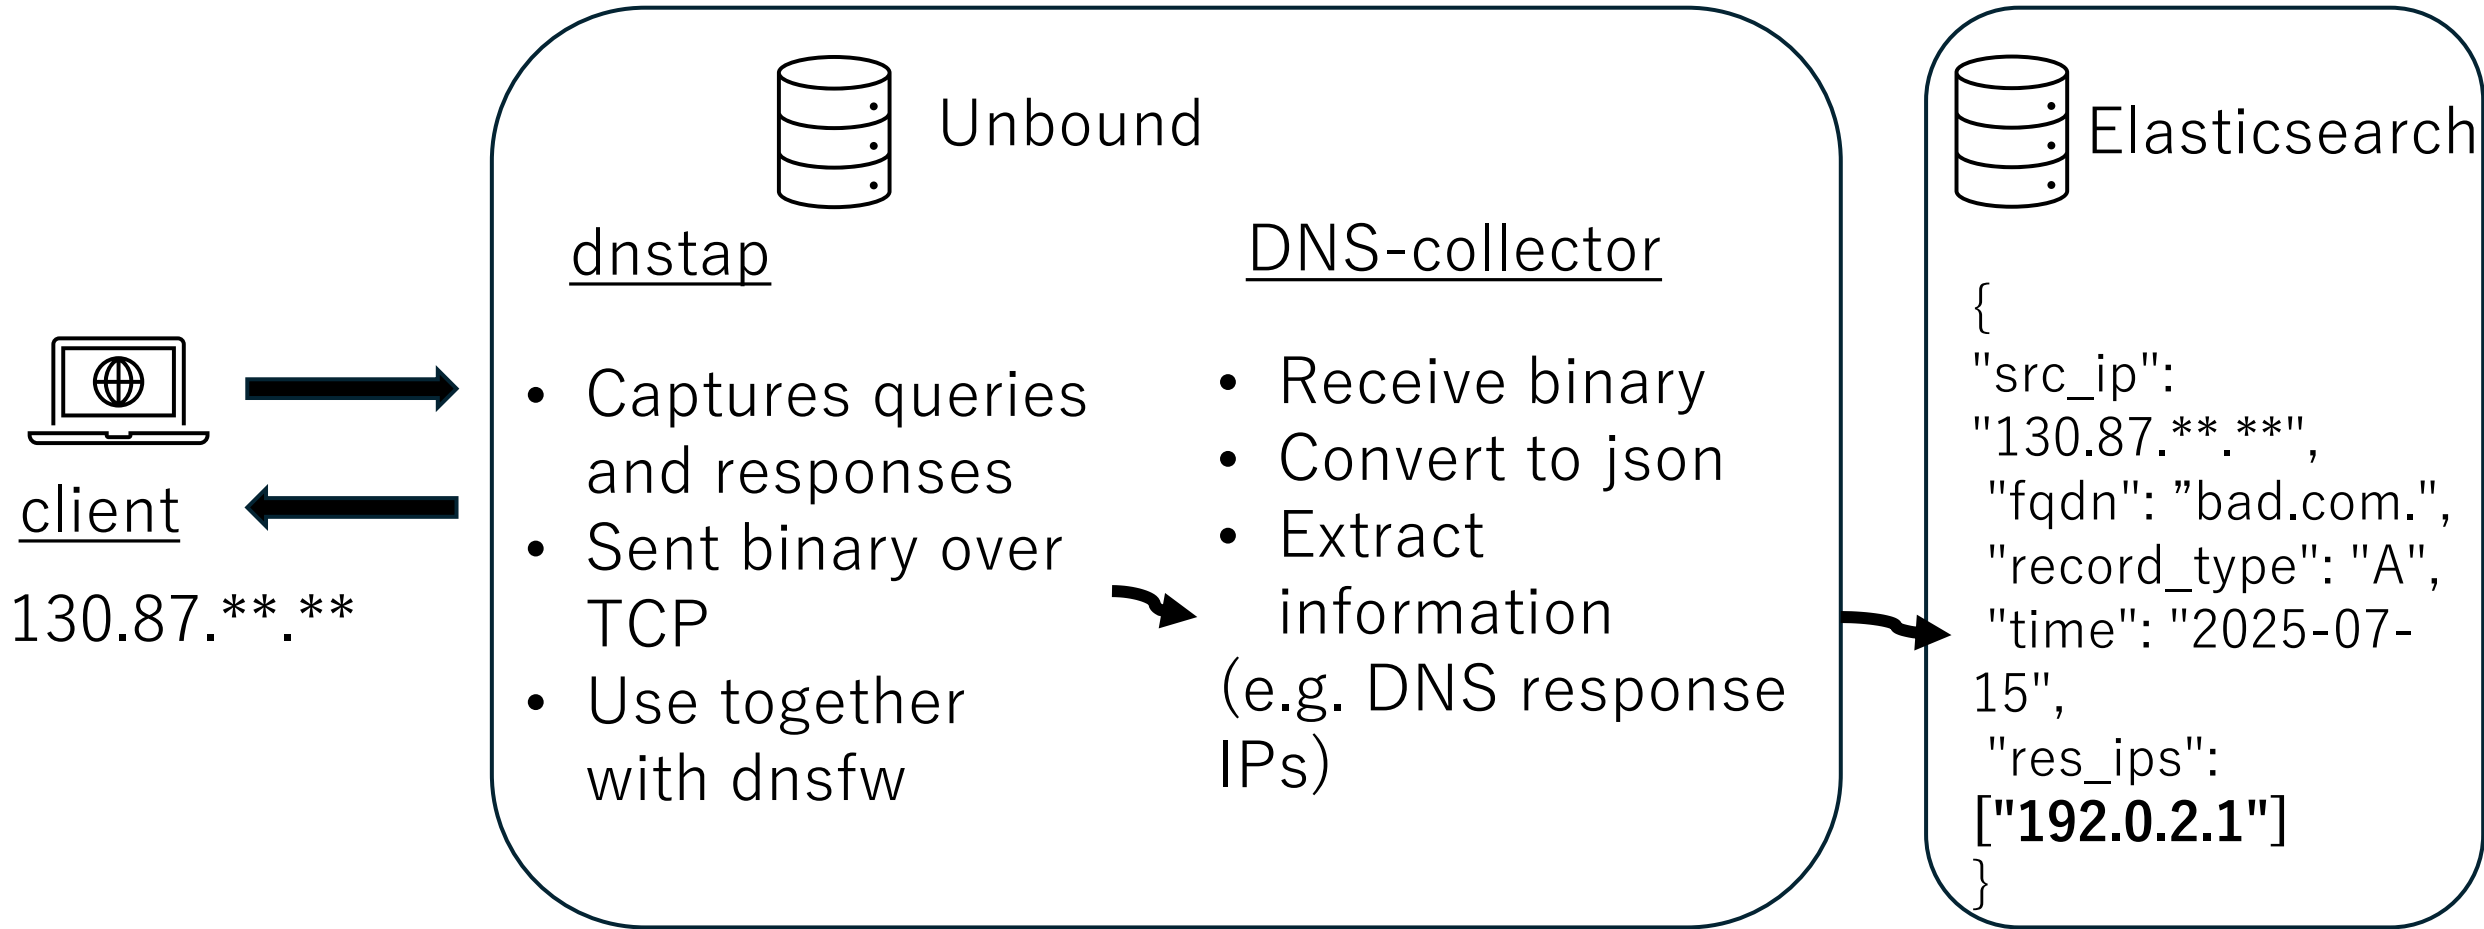 client
130.87.**.**
Unbound
dnstap
• Captures queries
and responses
• Sent binary over
TCP
• Use together
with dnsfw
DNS-collector
• Receive binary
• Convert to json
• Extract
information
(e.g. DNS response
IPs)
Elasticsearch
{
"src_ip":
"130.87.**.**",
"fqdn": ”bad.com.",
"record_type": "A",
"time": "2025-07-
15",
"res_ips":
["192.0.2.1"]
}